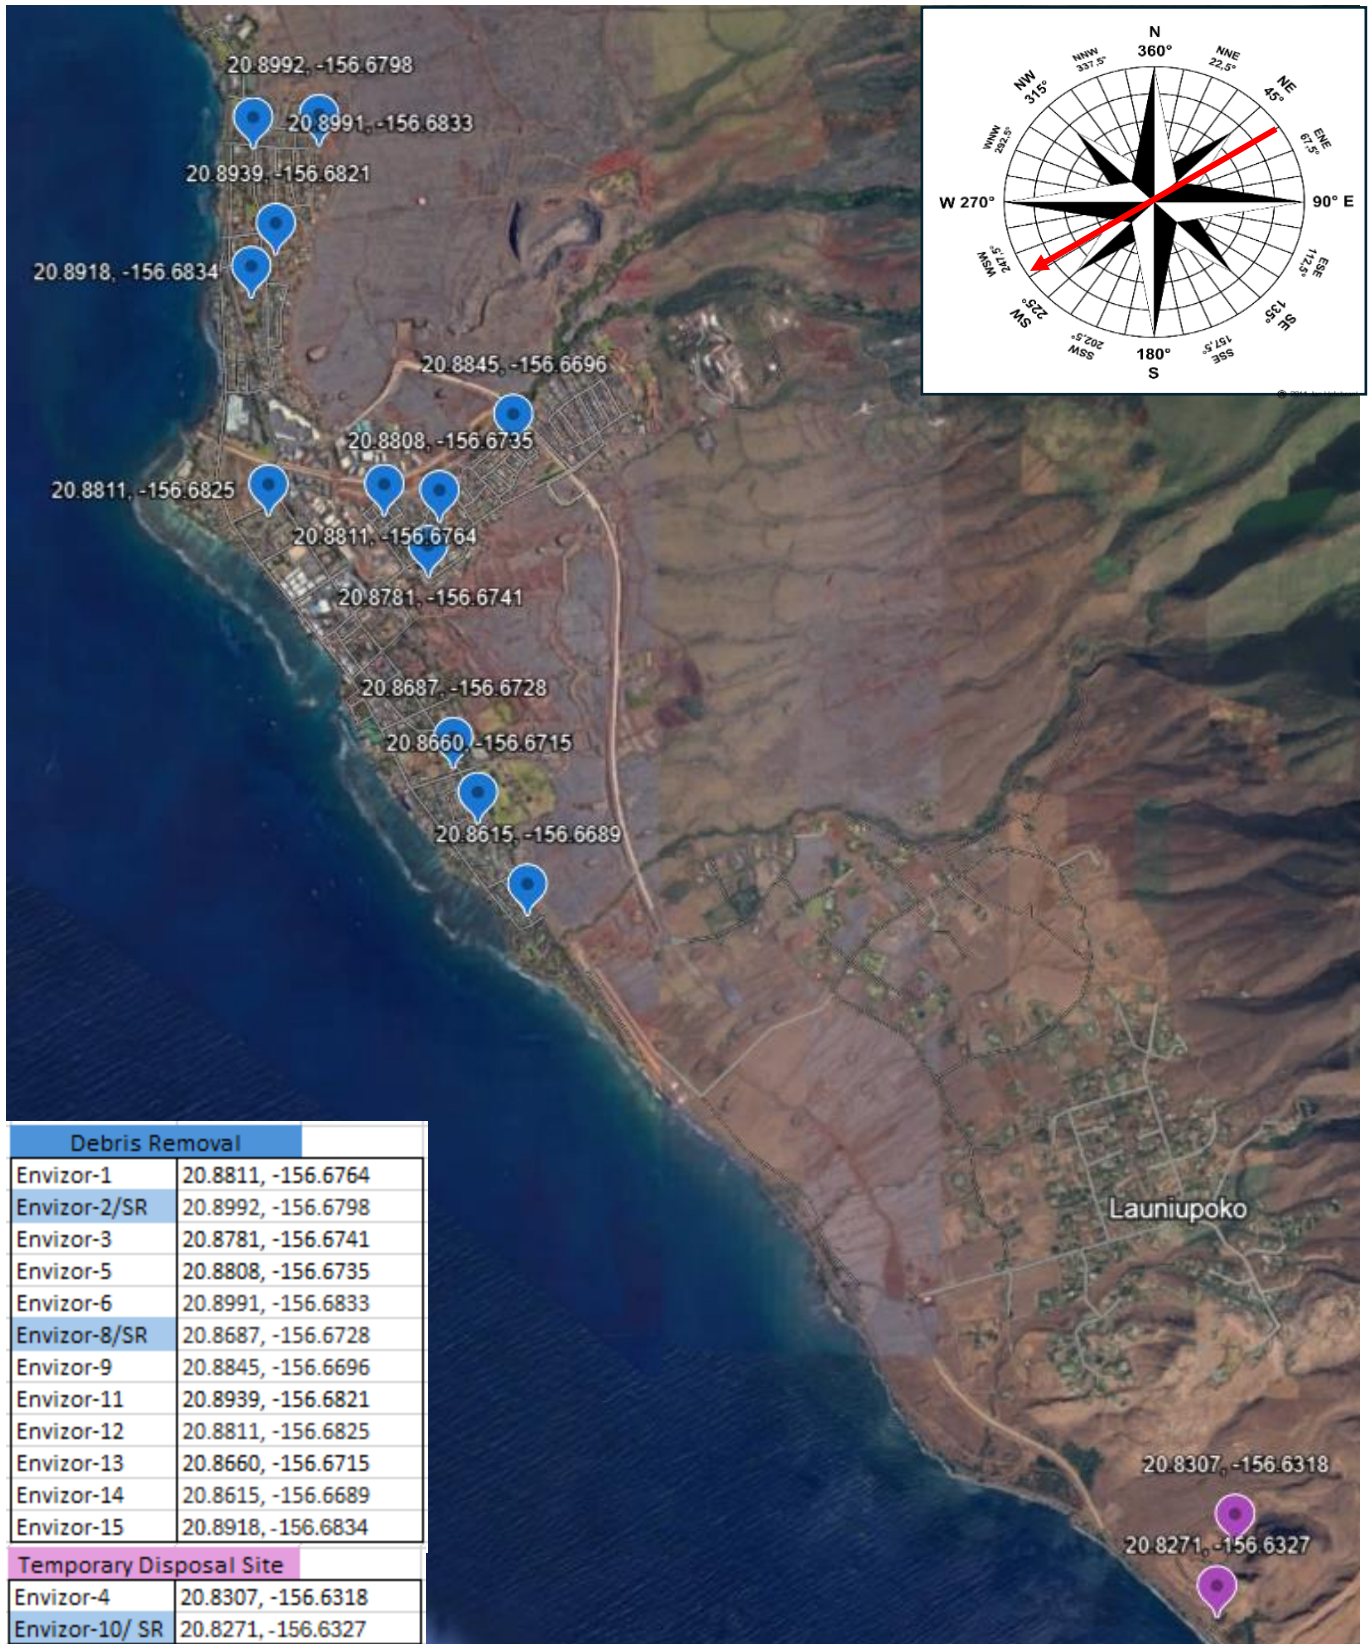 20.8992, -156.6798
20.8991, -156.6833
20.8939, -156.6821
20.8918, -156.6834
20.8845, -156.6696
20.8808, -156.6735
20.8811, -156.6825
20.8811, -156.6764
20.8781, -156.6741
20.8687, -156.6728
20.8660, -156.6715
20.8615, -156.6689
Launiupoko
20.8307, -156.6318
20.8271, -156.6327
N
360°
NNE
22,5°
NE
45°
ENE
67,5°
90° E
ESE
112,5°
SE
135°
SSE
157,5°
180°
S
SSW
202,5°
SW
225°
WSW
247,5°
W 270°
WNW
292,5°
NW
315°
NNW
337,5°
Debris Removal
Envizor-1 20.8811, -156.6764
Envizor-2/SR 20.8992, -156.6798
Envizor-3 20.8781, -156.6741
Envizor-5 20.8808, -156.6735
Envizor-6 20.8991, -156.6833
Envizor-8/SR 20.8687, -156.6728
Envizor-9 20.8845, -156.6696
Envizor-11 20.8939, -156.6821
Envizor-12 20.8811, -156.6825
Envizor-13 20.8660, -156.6715
Envizor-14 20.8615, -156.6689
Envizor-15 20.8918, -156.6834
Temporary Disposal Site
Envizor-4 20.8307, -156.6318
Envizor-10/ SR 20.8271, -156.6327